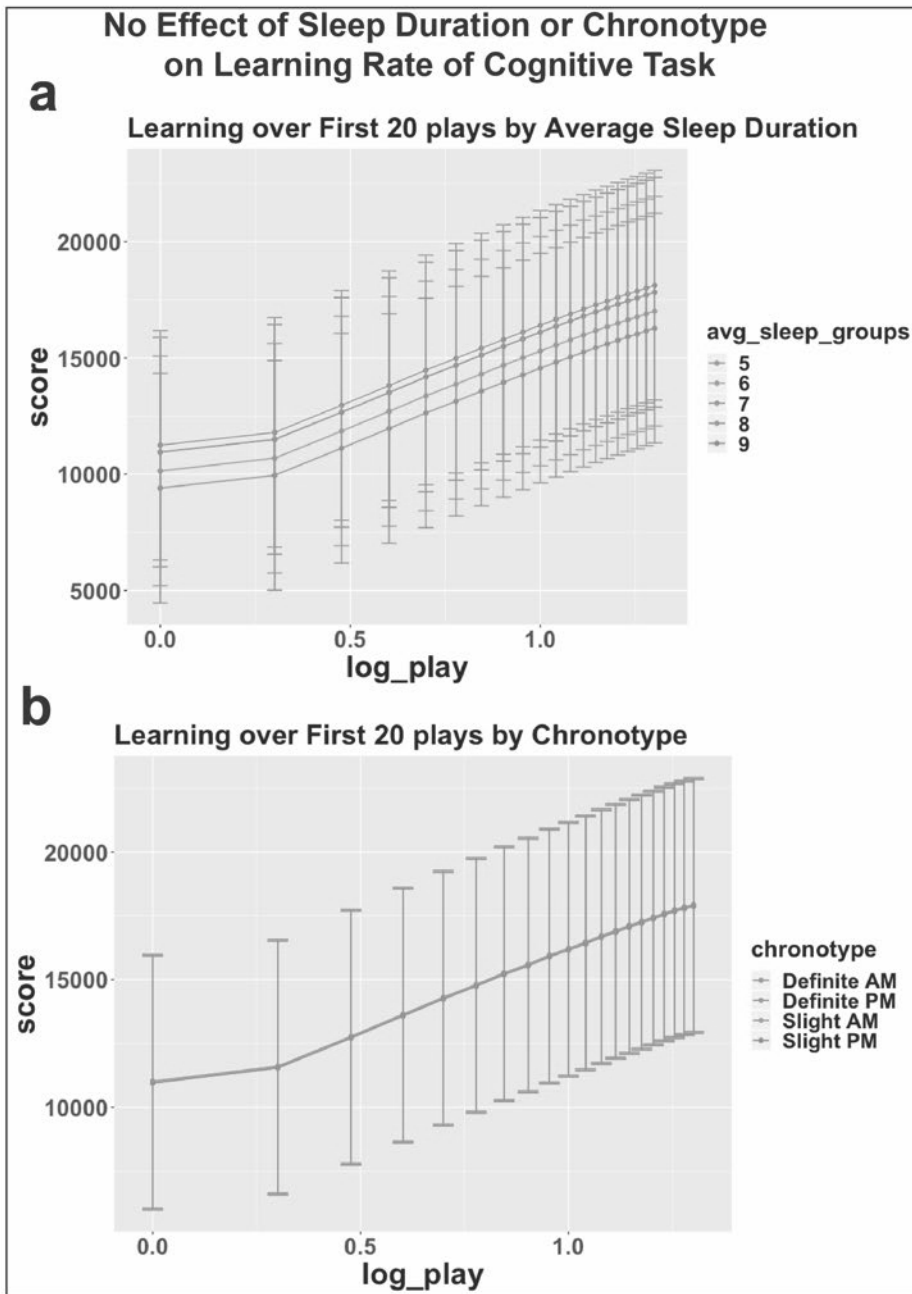 No Effect of Sleep Duration or Chronotype
on Learning Rate of Cognitive Task
a
Learning over First 20 plays by Average Sleep Duration
20000
15000
10000
5000
score
0.0 0.5 1.0
log_play
avg_sleep_groups
5
6
7
8
9
b
Learning over First 20 plays by Chronotype
20000
15000
10000
score
0.0 0.5 1.0
log_play
chronotype
Definite AM
Definite PM
Slight AM
Slight PM